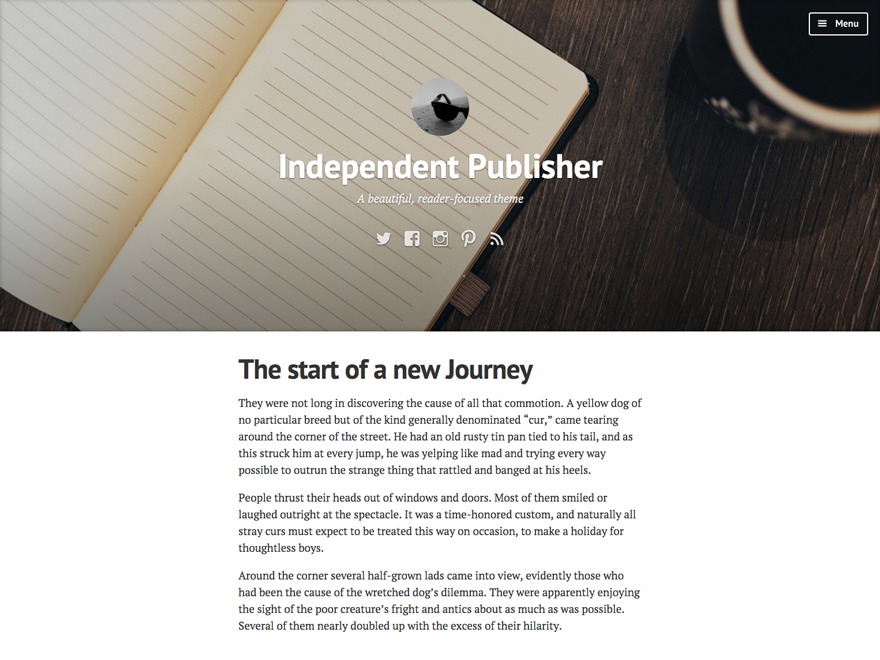 Menu
Independent Publisher
A beautiful, reader-focused theme
The start of a new Journey
They were not long in discovering the cause of all that commotion. A yellow dog of
no particular breed but of the kind generally denominated “cur,” came tearing
around the corner of the street. He had an old rusty tin pan tied to his tail, and as
this struck him at every jump, he was yelping like mad and trying every way
possible to outrun the strange thing that rattled and banged at his heels.
People thrust their heads out of windows and doors. Most of them smiled or
laughed outright at the spectacle. It was a time-honored custom, and naturally all
stray curs must expect to be treated this way on occasion, to make a holiday for
thoughtless boys.
Around the corner several half-grown lads came into view, evidently those who
had been the cause of the wretched dog’s dilemma. They were apparently enjoying
the sight of the poor creature’s fright and antics about as much as was possible.
Several of them nearly doubled up with the excess of their hilarity.